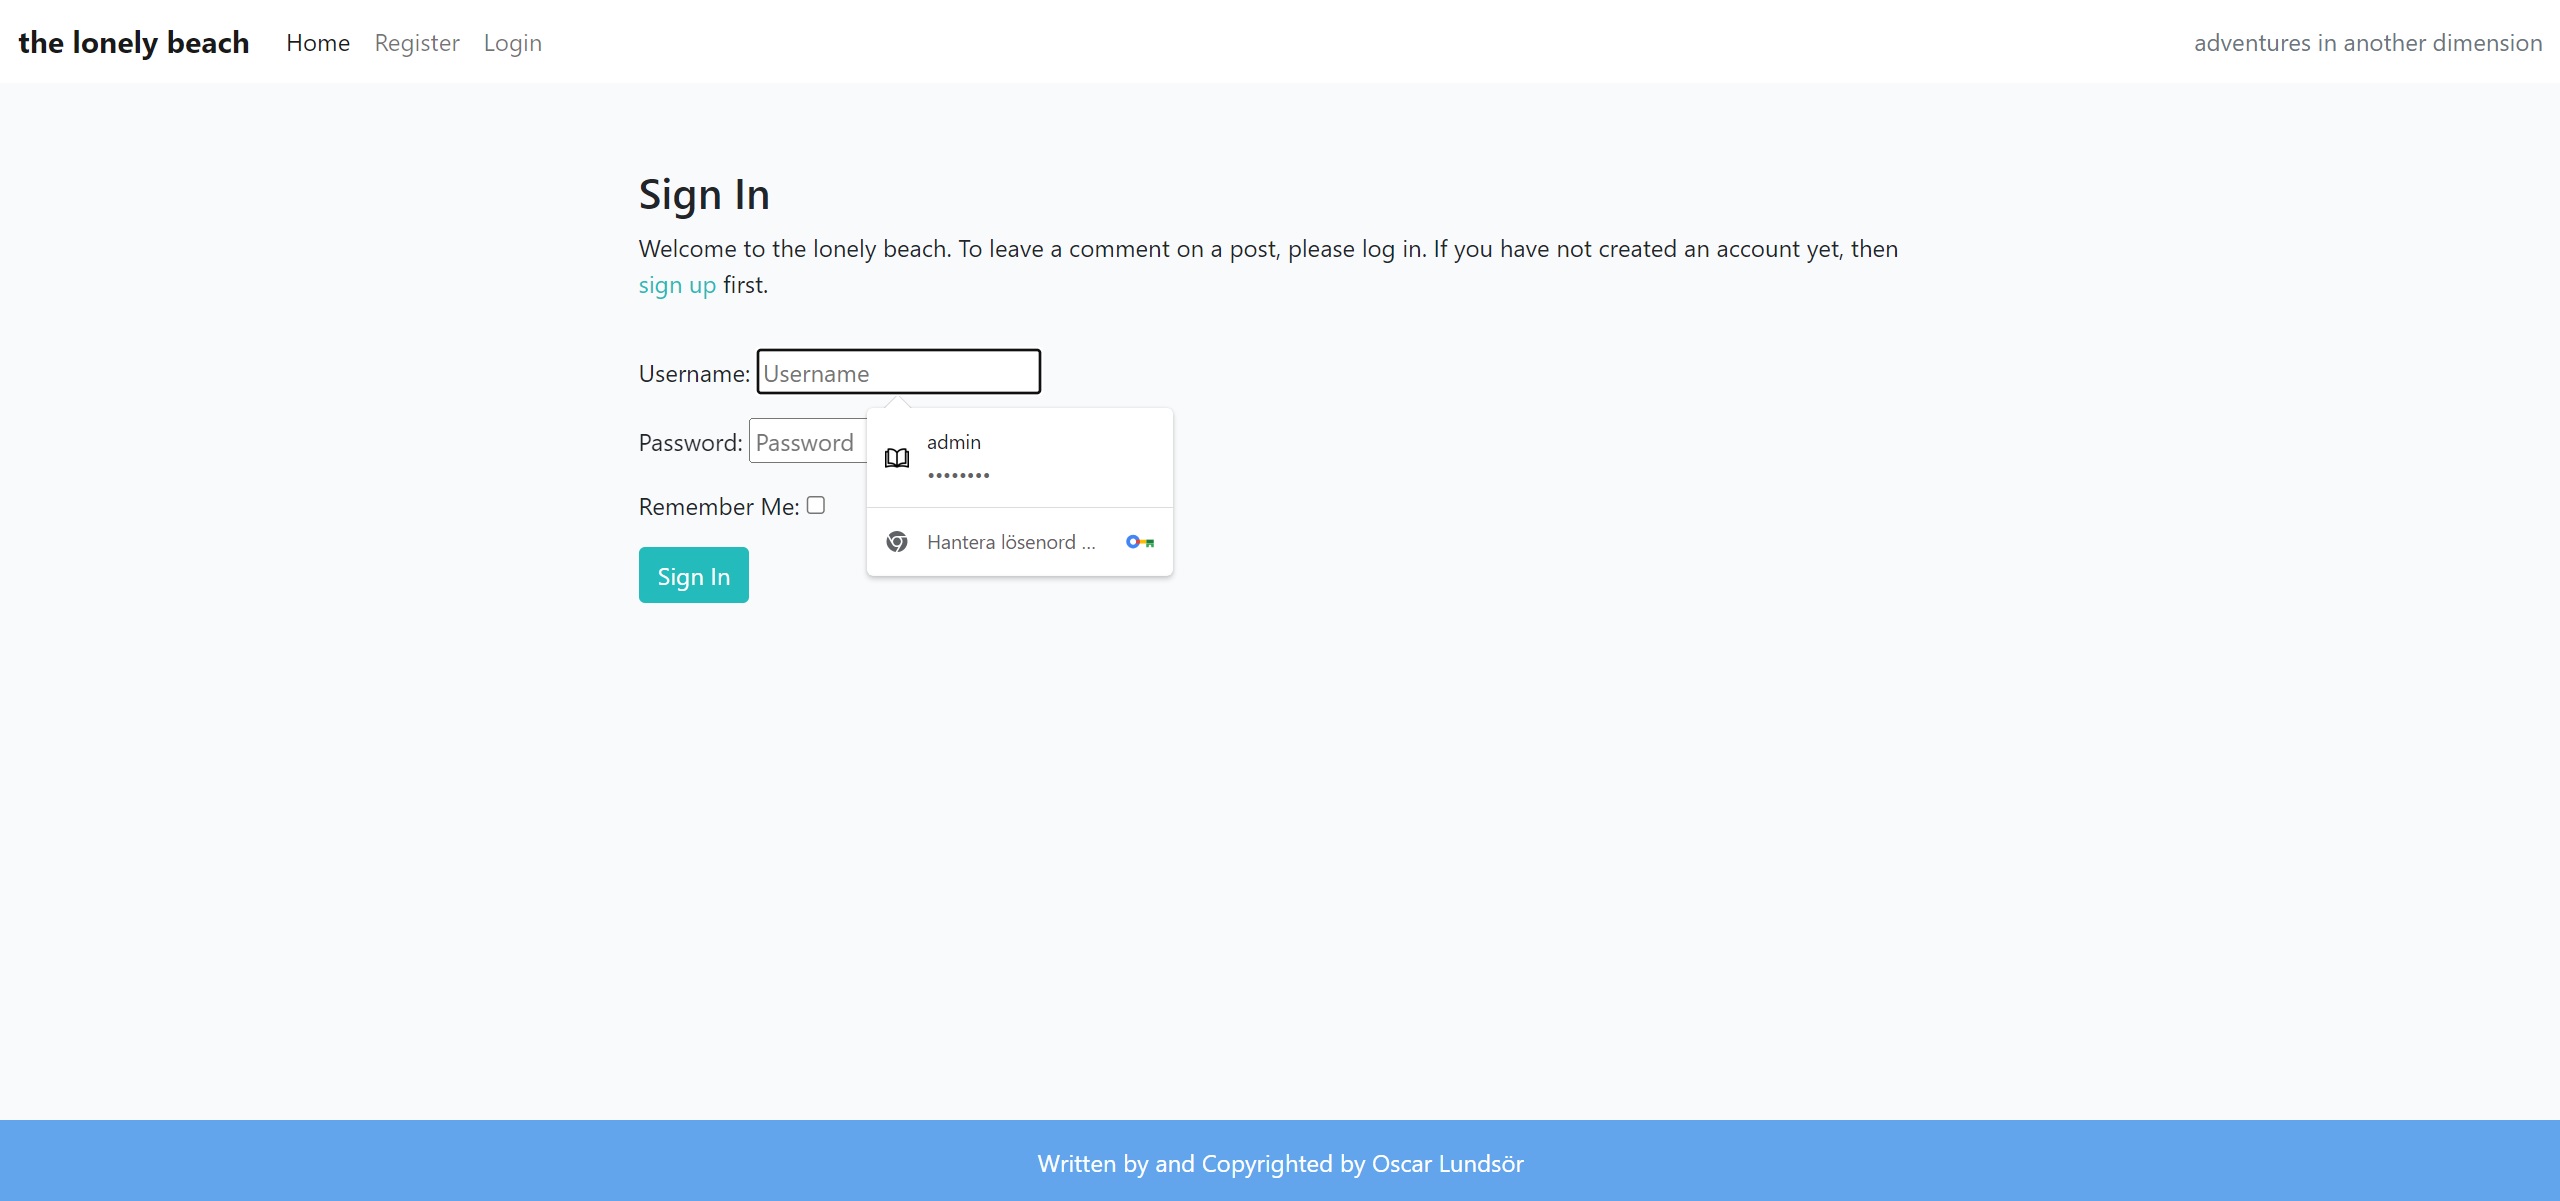 the lonely beach Home Register Login adventures in another dimension
Sign In
Welcome to the lonely beach. To leave a comment on a post, please log in. If you have not created an account yet, then
sign up first.
Username: Username
Password: Password
admin
••••••••
Remember Me:
Hantera lösenord ...
Sign In
Written by and Copyrighted by Oscar Lundsör